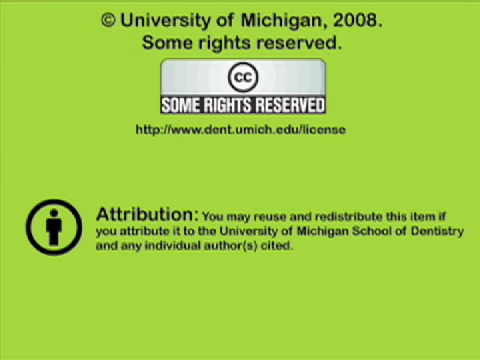 © University of Michigan, 2008.
Some rights reserved.
cc
SOME RIGHTS RESERVED
http://www.dent.umich.edu/license
Attribution: You may reuse and redistribute this item if
you attribute it to the University of Michigan School of Dentistry
and any individual author(s) cited.